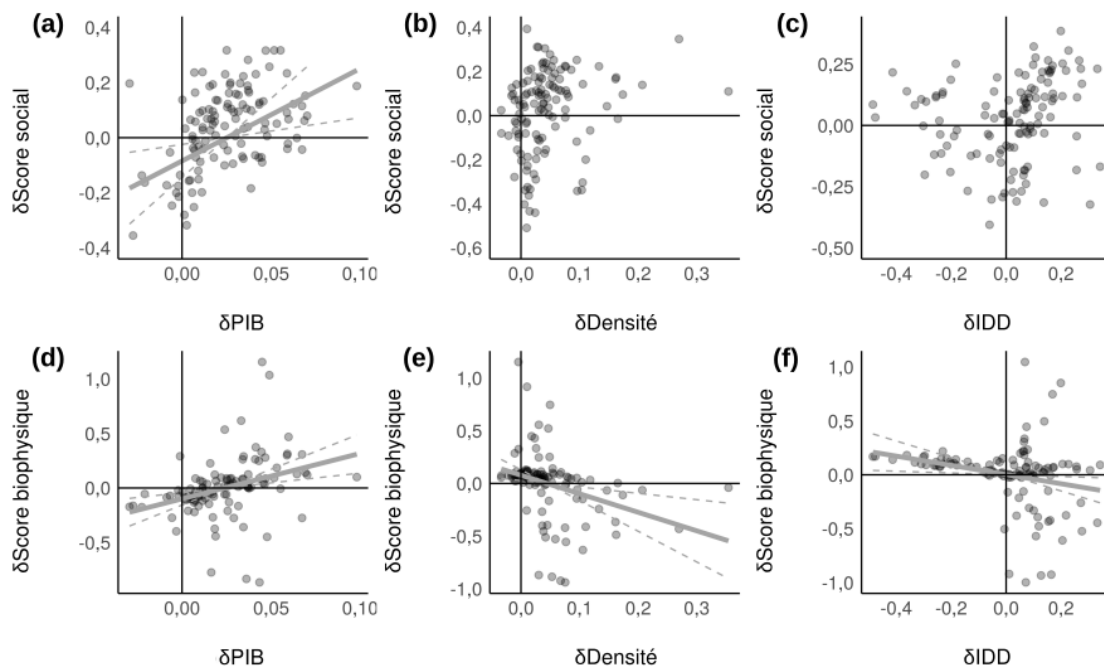 (a)
0,4
0,2
0,0
-0,2
-0,4
δScore social
0,00
0,05
0,10
δPIB
(b)
0,4
0,2
0,0
-0,2
-0,4
-0,6
δScore social
0,0
0,1
0,2
0,3
δDensité
(c)
0,25
0,00
-0,25
-0,50
δScore social
-0,4
-0,2
0,0
0,2
δIDD
(d)
1,0
0,5
0,0
-0,5
δScore biophysique
0,00
0,05
0,10
δPIB
(e)
1,0
0,5
0,0
-0,5
-1,0
δScore biophysique
0,0
0,1
0,2
0,3
δDensité
(f)
1,0
0,5
0,0
-0,5
-1,0
δScore biophysique
-0,4
-0,2
0,0
0,2
δIDD